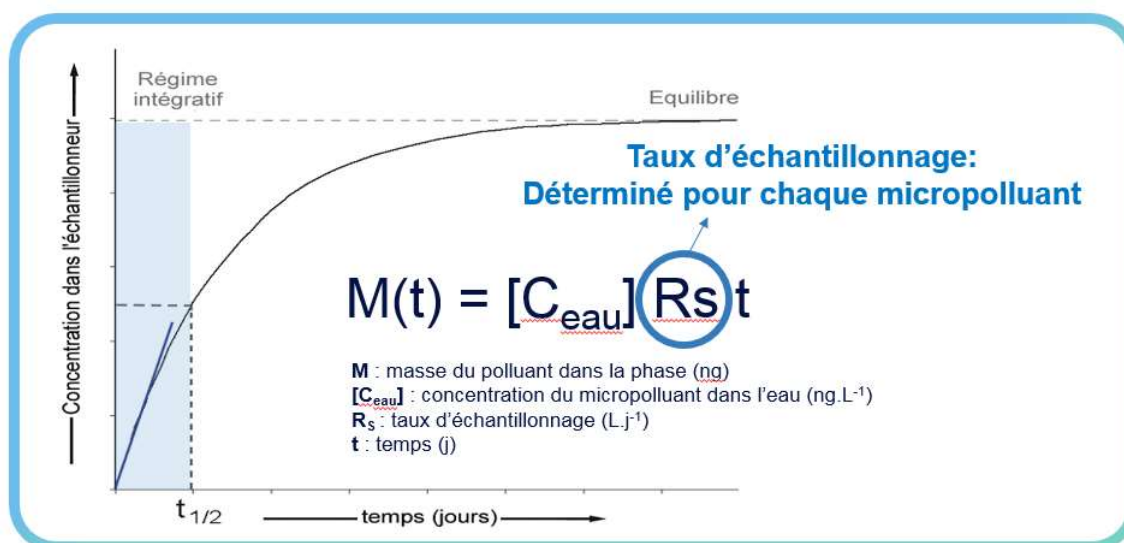 Régime
intégratif
Equilibre
Concentration dans l'échantillonneur
Taux d'échantillonnage:
Déterminé pour chaque micropolluant
M(t) = [Ceau] Rs t
M : masse du polluant dans la phase (ng)
[Ceau] : concentration du micropolluant dans l'eau (ng.L-1)
RS : taux d'échantillonnage (L.j-1)
t : temps (j)
t 1/2
temps (jours)